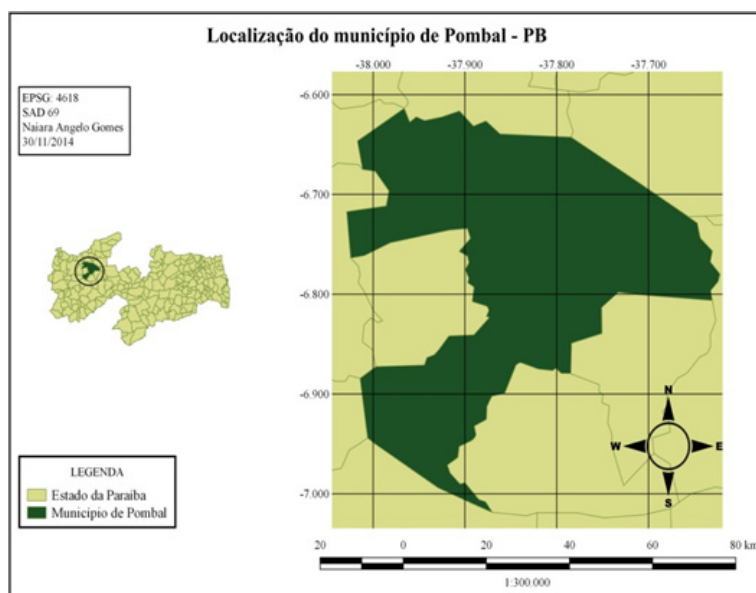 Localização do município de Pombal - PB
EPSG: 4618
SAD 69
Naiara Angelo Gomes
30/11/2014
-38.000 -37.900 -37.800 -37.700
-6.600
-6.700
-6.800
-6.900
-7.000
N
W E
S
LEGENDA
Estado da Paraiba
Município de Pombal
20 0 20 40 60 80 km
1:300.000